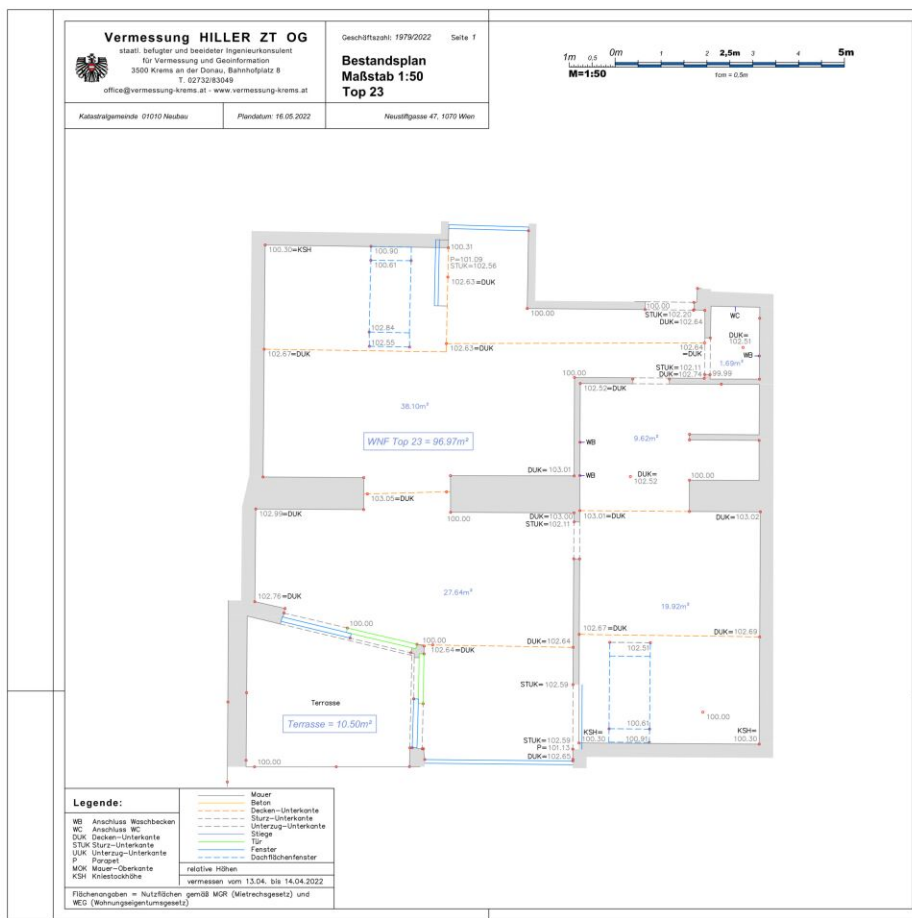 Vermessung HILLER ZT OG
staatl. befugter und beeideter Ingenieurkonsulent
für Vermessung und Geoinformation
3500 Krems an der Donau, Bahnhofplatz 8
T. 02732/83049
office@vermessung-krems.at - www.vermessung-krems.at
Geschäftszahl: 1979/2022 Seite 1
Bestandsplan
Maßstab 1:50
Top 23
Katastralgemeinde 01010 Neubau
Plandatum: 16.05.2022
Neustiftgasse 47, 1070 Wien
1m 0,5 0m 1 2 2,5m 3 4 5m
M=1:50
1cm = 0,5m
100.30=KSH
100.90
100.61
100.31
P=101.09
STUK=102.56
102.63=DUK
102.84
102.55
102.67=DUK
102.63=DUK
100.00
100.00
STUK=102.20
DUK=102.64
WC
DUK=
102.51
102.64
=DUK
WB
1.69m²
STUK=102.11
DUK=102.74
99.99
100.00
102.52=DUK
38.10m²
WNF Top 23 = 96.97m²
9.62m²
WB
DUK=103.01
WB
DUK=
102.52
100.00
103.05=DUK
102.99=DUK
100.00
DUK=103.00
STUK=102.11
103.01=DUK
DUK=103.02
27.64m²
19.92m²
102.76=DUK
100.00
100.00
102.64=DUK
DUK=102.64
102.67=DUK
DUK=102.69
STUK=102.59
Terrasse
Terrasse = 10.50m²
100.00
100.61
KSH=
100.30
100.91
KSH=
100.30
STUK=102.59
P=101.13
DUK=102.65
100.00
Legende:
WB Anschluss Waschbecken
WC Anschluss WC
DUK Decken-Unterkante
STUK Sturz-Unterkante
UUK Unterzug-Unterkante
P Parapet
MOK Mauer-Oberkante
KSH Kniestockhöhe
Mauer
Beton
Decken-Unterkante
Sturz-Unterkante
Unterzug-Unterkante
Stiege
Tür
Fenster
Dachflächenfenster
relative Höhen
vermessen vom 13.04. bis 14.04.2022
Flächenangaben = Nutzflächen gemäß MGR (Mietrechsgesetz) und
WEG (Wohnungseigentumsgesetz)